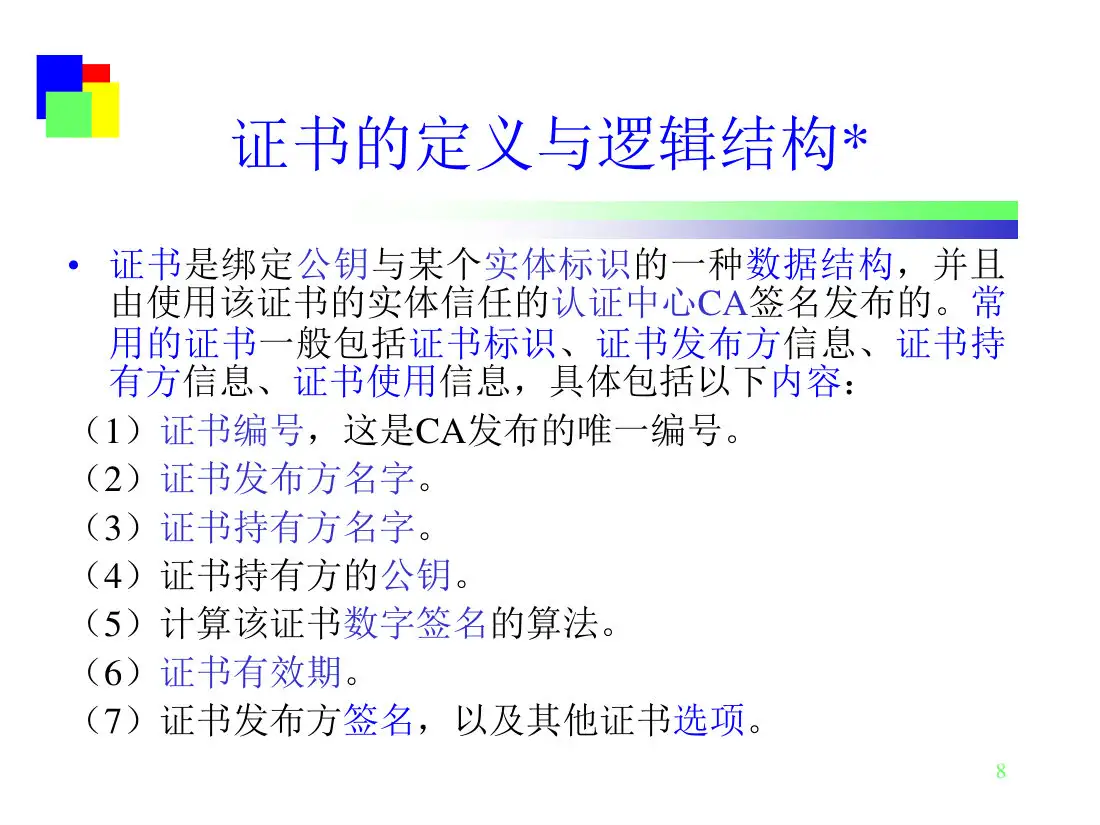 证书的定义与逻辑结构*
• 证书是绑定公钥与某个实体标识的一种数据结构，并且
由使用该证书的实体信任的认证中心CA签名发布的。常
用的证书一般包括证书标识、证书发布方信息、证书持
有方信息、证书使用信息，具体包括以下内容：
（1）证书编号，这是CA发布的唯一编号。
（2）证书发布方名字。
（3）证书持有方名字。
（4）证书持有方的公钥。
（5）计算该证书数字签名的算法。
（6）证书有效期。
（7）证书发布方签名，以及其他证书选项。
8